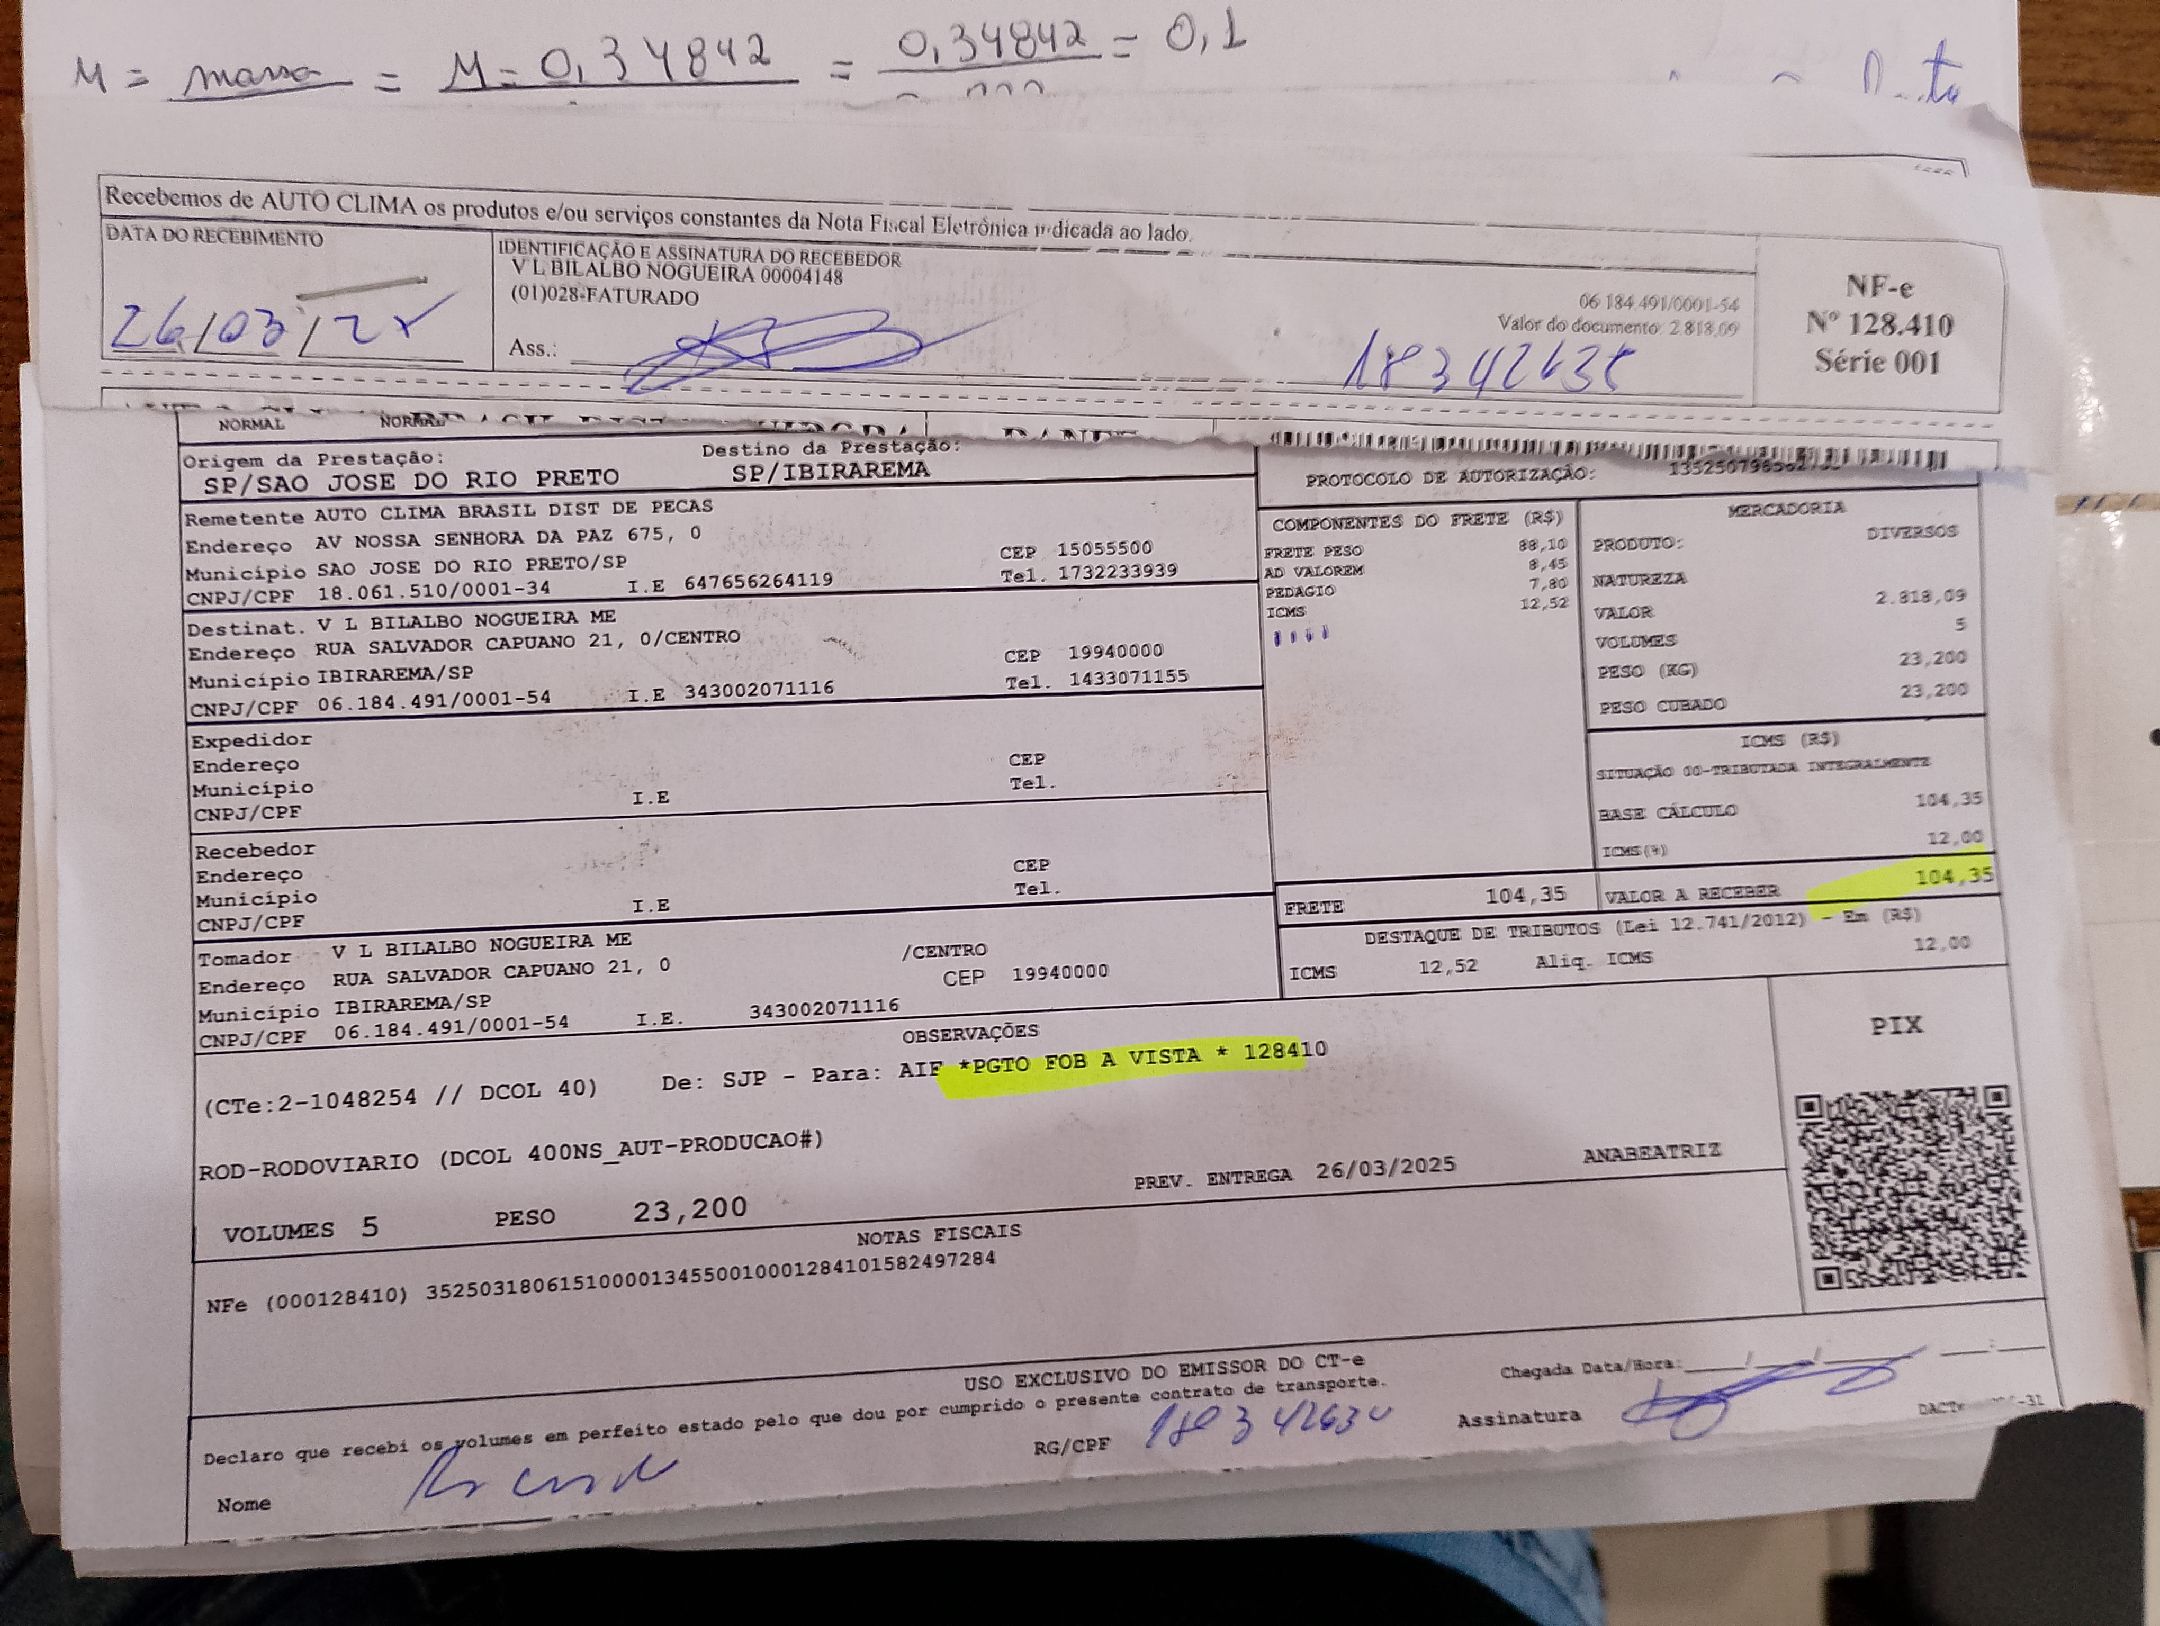 M = massa = M = 0,34842 = 0,34842 = 0,1
Recebemos de AUTO CLIMA os produtos e/ou serviços constantes da Nota Fiscal Eletrônica indicada ao lado.
DATA DO RECEBIMENTO
26/03/25
IDENTIFICAÇÃO E ASSINATURA DO RECEBEDOR
V L BILALBO NOGUEIRA 00004148
(01)028-FATURADO
Ass.:
06 184 491/0001-54
Valor do documento: 2.818,09
NF-e
Nº 128.410
Série 001
NORMAL NORMAL
Origem da Prestação: Destino da Prestação:
SP/SAO JOSE DO RIO PRETO SP/IBIRAREMA
Remetente AUTO CLIMA BRASIL DIST DE PECAS
Endereço AV NOSSA SENHORA DA PAZ 675, 0
CEP 15055500
Município SAO JOSE DO RIO PRETO/SP
Tel. 1732233939
CNPJ/CPF 18.061.510/0001-34 I.E 647656264119
Destinat. V L BILALBO NOGUEIRA ME
Endereço RUA SALVADOR CAPUANO 21, 0/CENTRO
CEP 19940000
Município IBIRAREMA/SP
Tel. 1433071155
CNPJ/CPF 06.184.491/0001-54 I.E 343002071116
Expedidor
Endereço CEP
Município Tel.
CNPJ/CPF I.E
Recebedor
Endereço CEP
Município Tel.
CNPJ/CPF I.E
Tomador V L BILALBO NOGUEIRA ME
Endereço RUA SALVADOR CAPUANO 21, 0 /CENTRO
Município IBIRAREMA/SP CEP 19940000
CNPJ/CPF 06.184.491/0001-54 I.E. 343002071116
PROTOCOLO DE AUTORIZAÇÃO:
COMPONENTES DO FRETE (R$)
FRETE PESO 88,10
AD VALOREM 8,45
PEDAGIO 7,80
ICMS 12,52
MERCADORIA
PRODUTO: DIVERSOS
NATUREZA
VALOR 2.818,09
VOLUMES 5
PESO (KG) 23,200
PESO CUBADO 23,200
ICMS (R$)
SITUAÇÃO 00-TRIBUTADA INTEGRALMENTE
BASE CÁLCULO 104,35
ICMS(%) 12,00
FRETE 104,35 VALOR A RECEBER 104,35
DESTAQUE DE TRIBUTOS (Lei 12.741/2012) - Em (R$)
ICMS 12,52 Aliq. ICMS 12,00
OBSERVAÇÕES
(CTe:2-1048254 // DCOL 40) De: SJP - Para: AIF *PGTO FOB A VISTA * 128410
ROD-RODOVIARIO (DCOL 400NS_AUT-PRODUCAO#)
PREV. ENTREGA 26/03/2025 ANABEATRIZ
VOLUMES 5 PESO 23,200
PIX
NOTAS FISCAIS
NFe (000128410) 35250318061510000134550010001284101582497284
USO EXCLUSIVO DO EMISSOR DO CT-e
Declaro que recebi os volumes em perfeito estado pelo que dou por cumprido o presente contrato de transporte.
Chegada Data/Hora:
Nome
RG/CPF
Assinatura